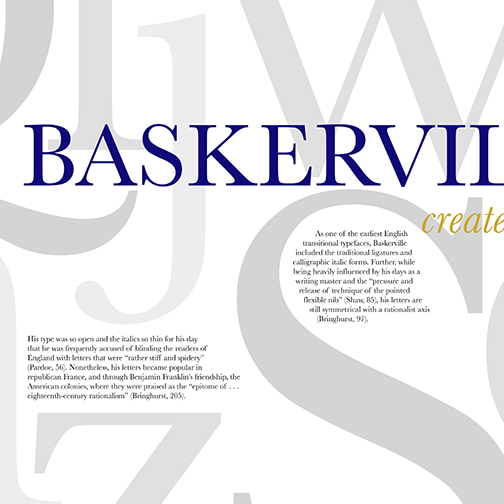 BASKERVIL
create
As one of the earliest English
transitional typefaces, Baskerville
included the traditional ligatures and
calligraphic italic forms. Further, while
being heavily influenced by his days as a
writing master and the “pressure and
release of technique of the pointed
flexible nib” (Shaw, 85), his letters are
still symmetrical with a rationalist axis
(Bringhurst, 97).
His type was so open and the italics so thin for his day
that he was frequently accused of blinding the readers of
England with letters that were “rather stiff and spidery”
(Pardoe, 56). Nonetheless, his letters became popular in
republican France, and through Benjamin Franklin’s friendship, the
American colonies, where they were praised as the “epitome of . . .
eighteenth-century rationalism” (Bringhurst, 205).